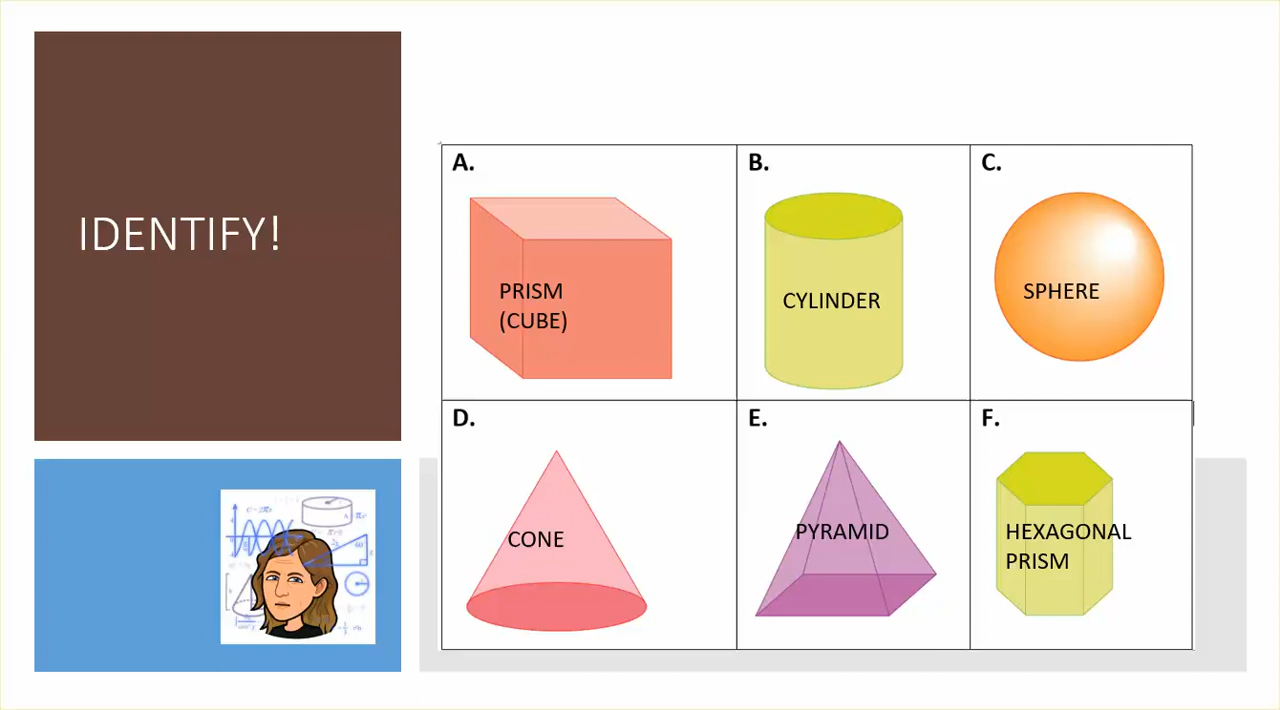 IDENTIFY!
A.
B.
C.
PRISM
(CUBE)
CYLINDER
SPHERE
D.
E.
F.
CONE
PYRAMID
HEXAGONAL
PRISM